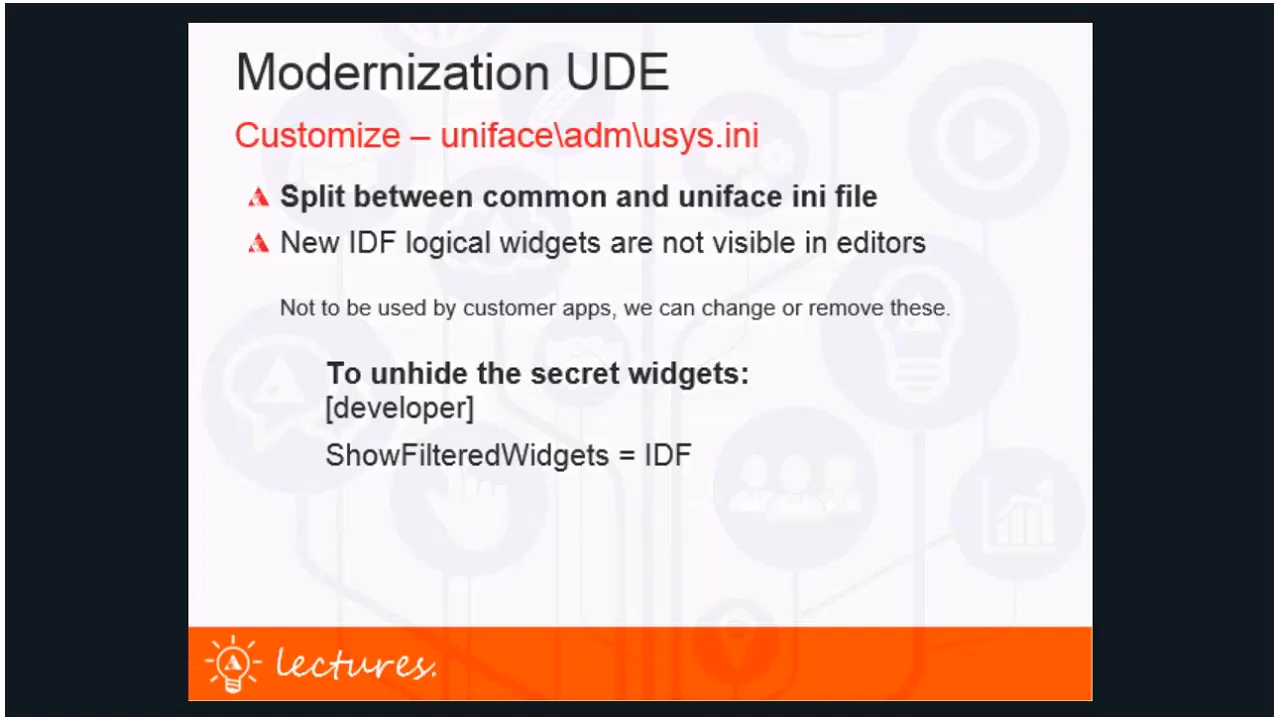 Modernization UDE
Customize – uniface\adm\usys.ini
Split between common and uniface ini file
New IDF logical widgets are not visible in editors
Not to be used by customer apps, we can change or remove these.
To unhide the secret widgets:
[developer]
ShowFilteredWidgets = IDF
lectures.